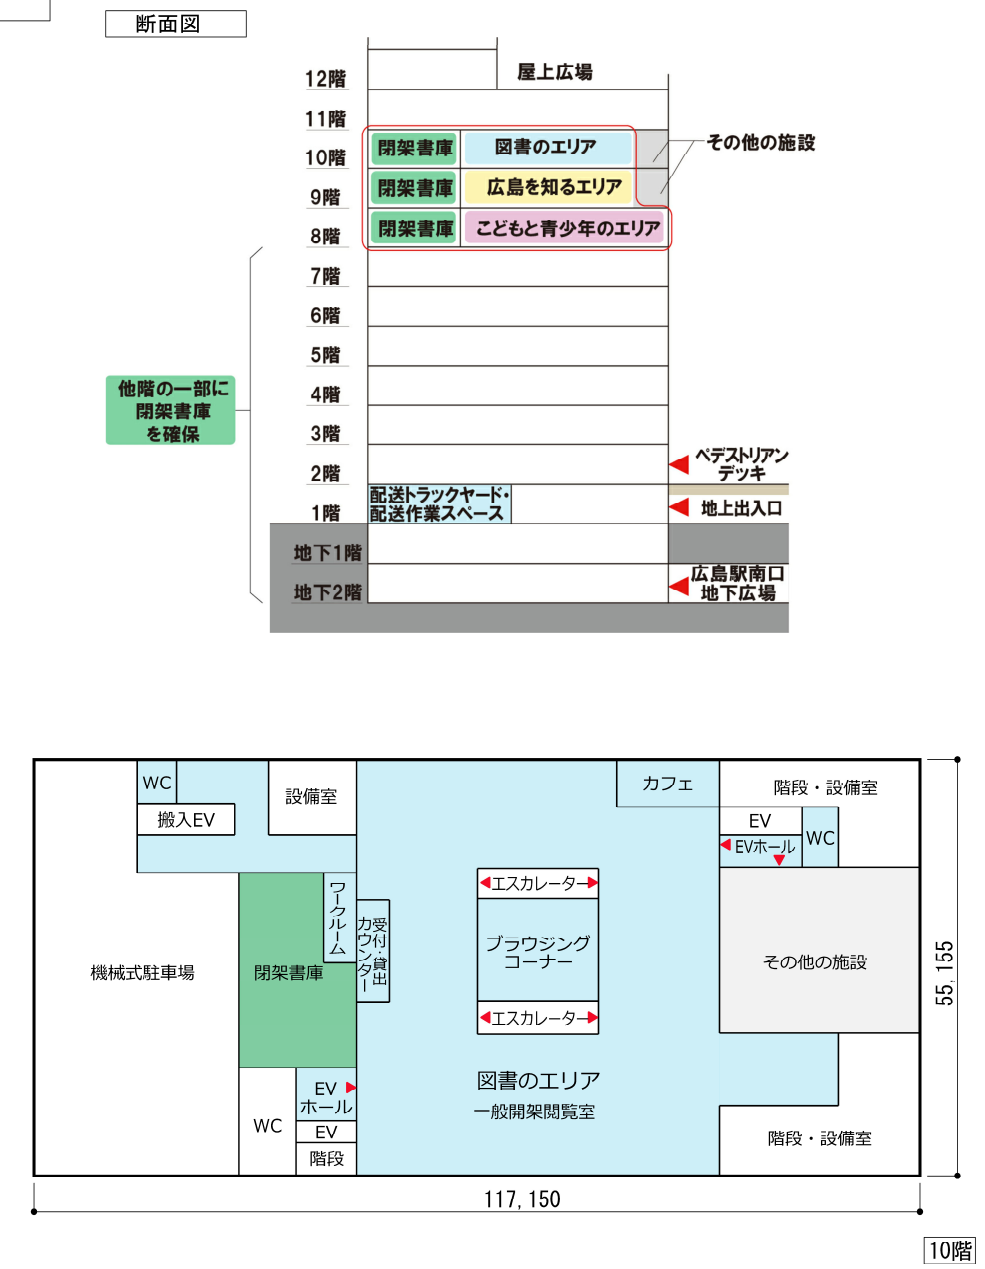 断面図
12階
屋上広場
11階
10階
閉架書庫
図書のエリア
その他の施設
9階
閉架書庫
広島を知るエリア
8階
閉架書庫
こどもと青少年のエリア
7階
6階
5階
4階
3階
2階
1階
地下1階
地下2階
他階の一部に
閉架書庫
を確保
配送トラックヤード・
配送作業スペース
ペデストリアン
デッキ
地上出入口
広島駅南口
地下広場
WC
搬入EV
設備室
カフェ
階段・設備室
EV
EVホール
WC
機械式駐車場
閉架書庫
ワークルーム
受付・貸出
カウンター
エスカレーター
ブラウジング
コーナー
エスカレーター
その他の施設
図書のエリア
一般開架閲覧室
WC
EV
ホール
EV
階段
階段・設備室
55,155
117,150
10階